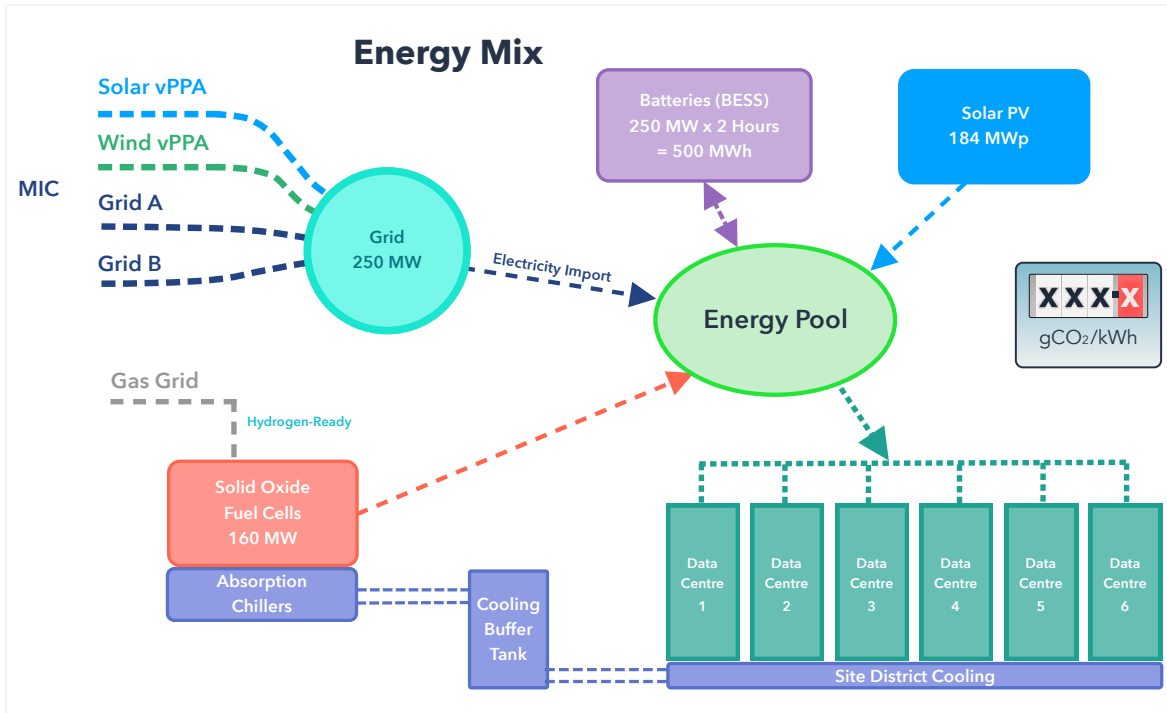 Energy Mix
Solar vPPA
Wind vPPA
MIC
Grid A
Grid B
Grid
250 MW
Electricity Import
Batteries (BESS)
250 MW x 2 Hours
= 500 MWh
Solar PV
184 MWp
Energy Pool
X X X X
gCO₂/kWh
Gas Grid
Hydrogen-Ready
Solid Oxide
Fuel Cells
160 MW
Absorption
Chillers
Cooling
Buffer
Tank
Data
Centre
1
Data
Centre
2
Data
Centre
3
Data
Centre
4
Data
Centre
5
Data
Centre
6
Site District Cooling